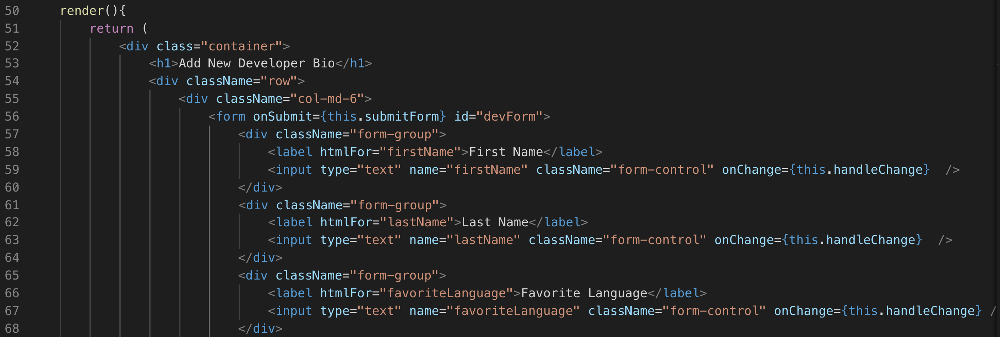 50 render(){
51 return (
52 <div class="container">
53 <h1>Add New Developer Bio</h1>
54 <div className="row">
55 <div className="col-md-6">
56 <form onSubmit={this.submitForm} id="devForm">
57 <div className="form-group">
58 <label htmlFor="firstName">First Name</label>
59 <input type="text" name="firstName" className="form-control" onChange={this.handleChange}  />
60 </div>
61 <div className="form-group">
62 <label htmlFor="lastName">Last Name</label>
63 <input type="text" name="lastName" className="form-control" onChange={this.handleChange}  />
64 </div>
65 <div className="form-group">
66 <label htmlFor="favoriteLanguage">Favorite Language</label>
67 <input type="text" name="favoriteLanguage" className="form-control" onChange={this.handleChange} /
68 </div>